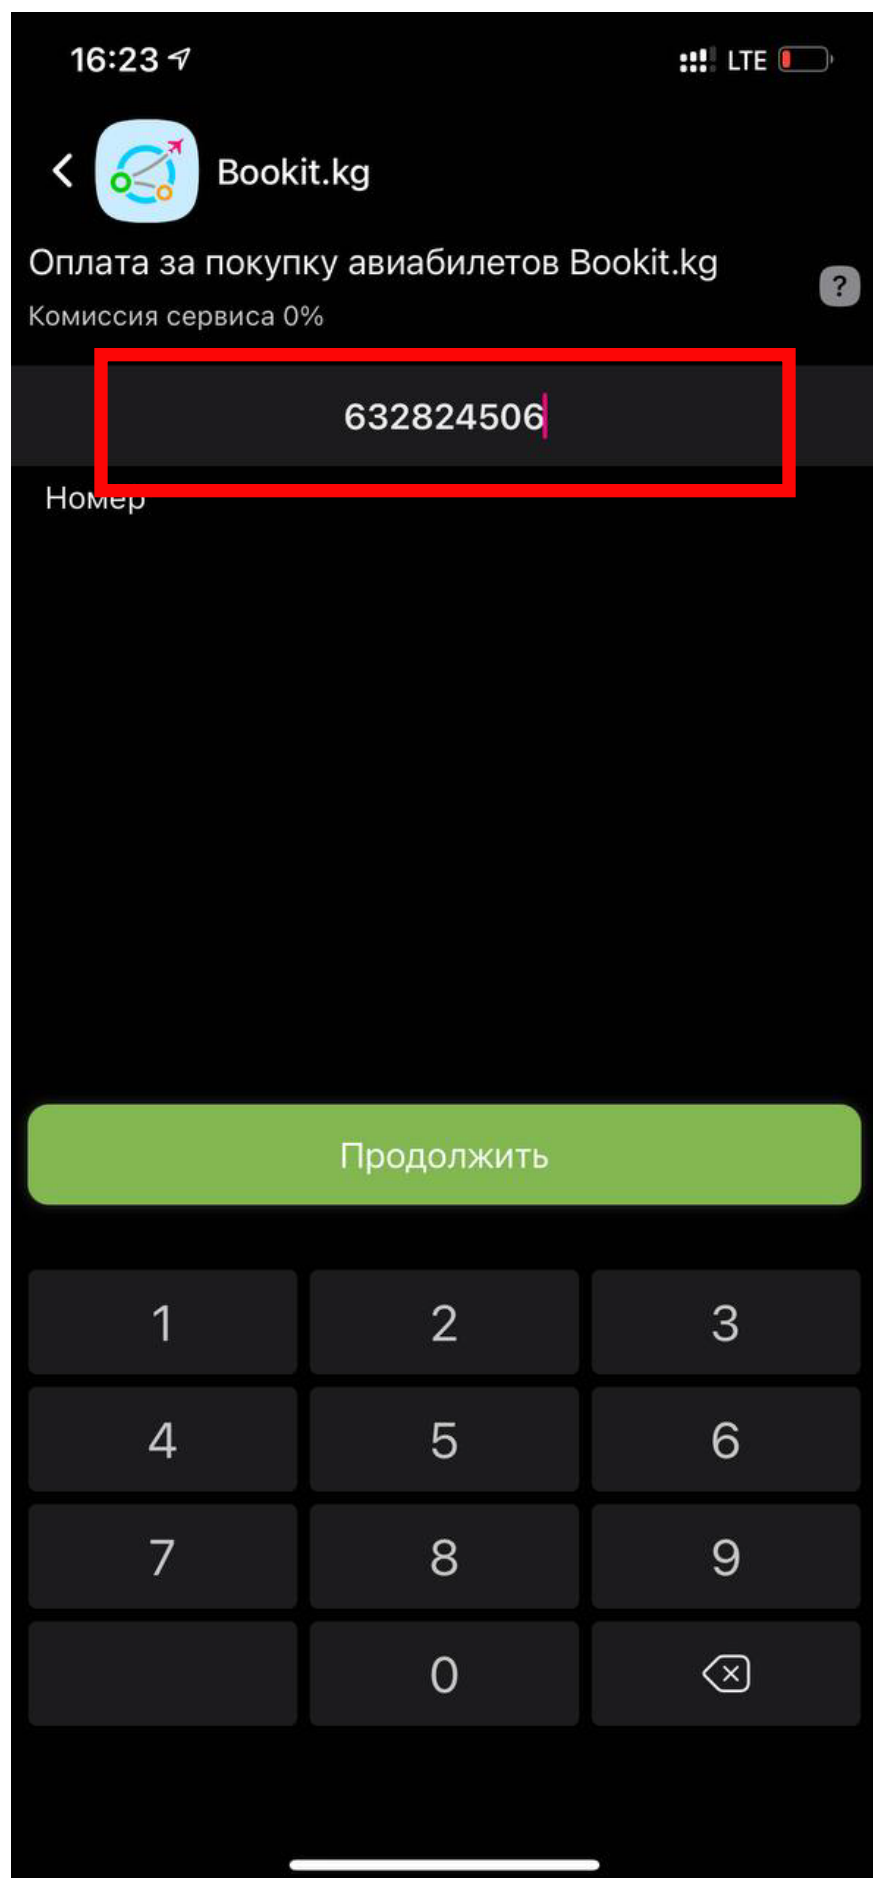 16:23
LTE
Bookit.kg
Оплата за покупку авиабилетов Bookit.kg
?
Комиссия сервиса 0%
632824506
Номер
Продолжить
1 2 3
4 5 6
7 8 9
0